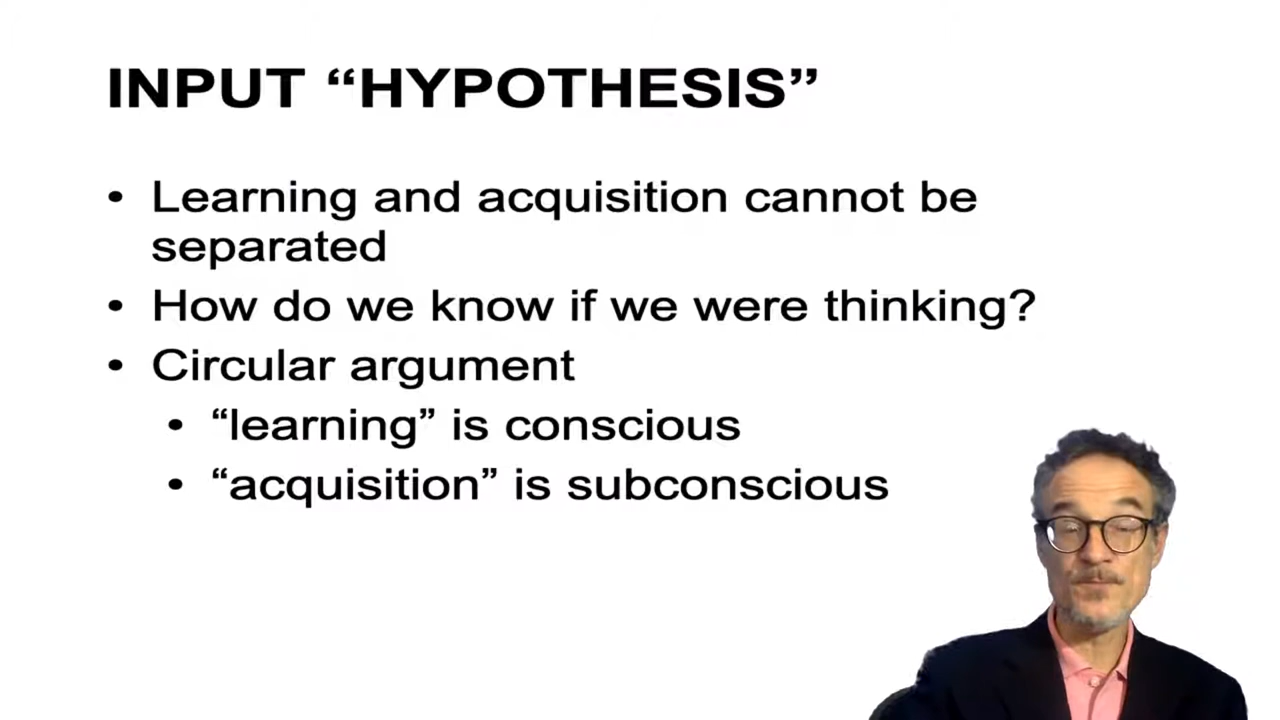 INPUT “HYPOTHESIS”
• Learning and acquisition cannot be
separated
• How do we know if we were thinking?
• Circular argument
• “learning” is conscious
• “acquisition” is subconscious